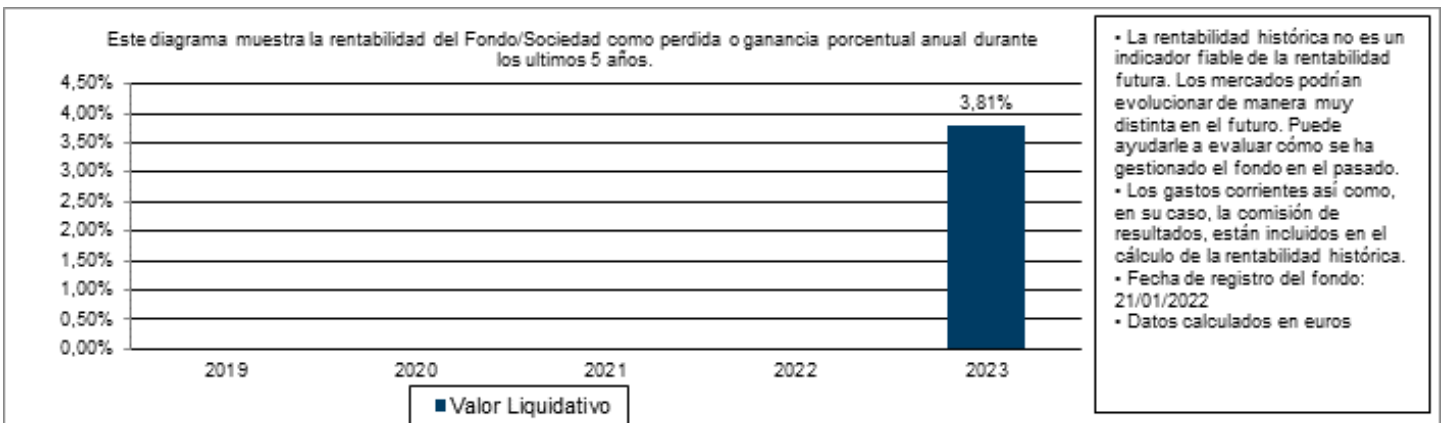 Este diagrama muestra la rentabilidad del Fondo/Sociedad como perdida o ganancia porcentual anual durante
los ultimos 5 años.
4,50%
4,00%
3,50%
3,00%
2,50%
2,00%
1,50%
1,00%
0,50%
0,00%
3,81%
2019
2020
2021
2022
2023
Valor Liquidativo
▪ La rentabilidad histórica no es un
indicador fiable de la rentabilidad
futura. Los mercados podrían
evolucionar de manera muy
distinta en el futuro. Puede
ayudarle a evaluar cómo se ha
gestionado el fondo en el pasado.
▪ Los gastos corrientes así como,
en su caso, la comisión de
resultados, están incluidos en el
cálculo de la rentabilidad histórica.
▪ Fecha de registro del fondo:
21/01/2022
▪ Datos calculados en euros